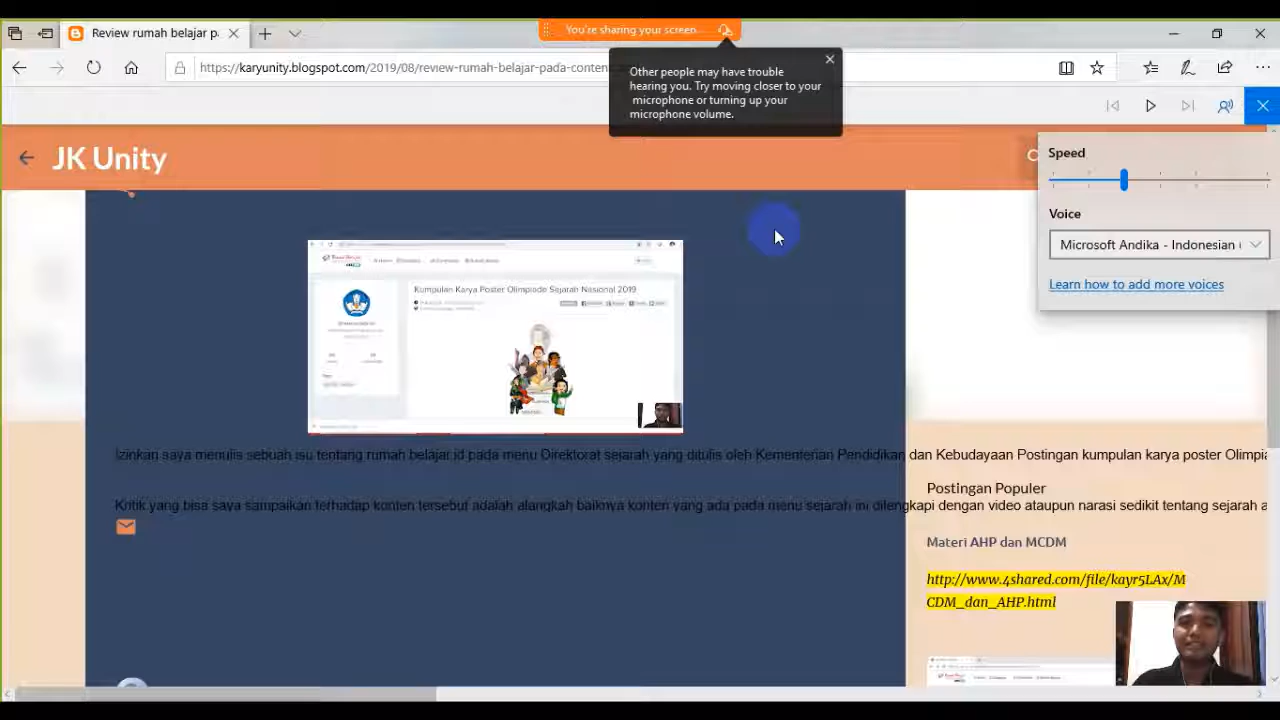 Review rumah belajar p
You're sharing your screen.
https://karyunity.blogspot.com/2019/08/review-rumah-belajar-pada-conten
Other people may have trouble
hearing you. Try moving closer to your
microphone or turning up your
microphone volume.
JK Unity
Speed
Voice
Microsoft Andika - Indonesian (
Learn how to add more voices
Kumpulan Karya Poster Olimpiade Sejarah Nasional 2019
Izinkan saya menulis sebuah isu tentang rumah belajar.id pada menu Direktorat sejarah yang ditulis oleh Kementerian Pendidikan dan Kebudayaan Postingan kumpulan karya poster Olimpia
Postingan Populer
Kritik yang bisa saya sampaikan terhadap konten tersebut adalah alangkah baiknya konten yang ada pada menu sejarah ini dilengkapi dengan video ataupun narasi sedikit tentang sejarah a
Materi AHP dan MCDM
http://www.4shared.com/file/kayr5LAx/M
CDM_dan_AHP.html